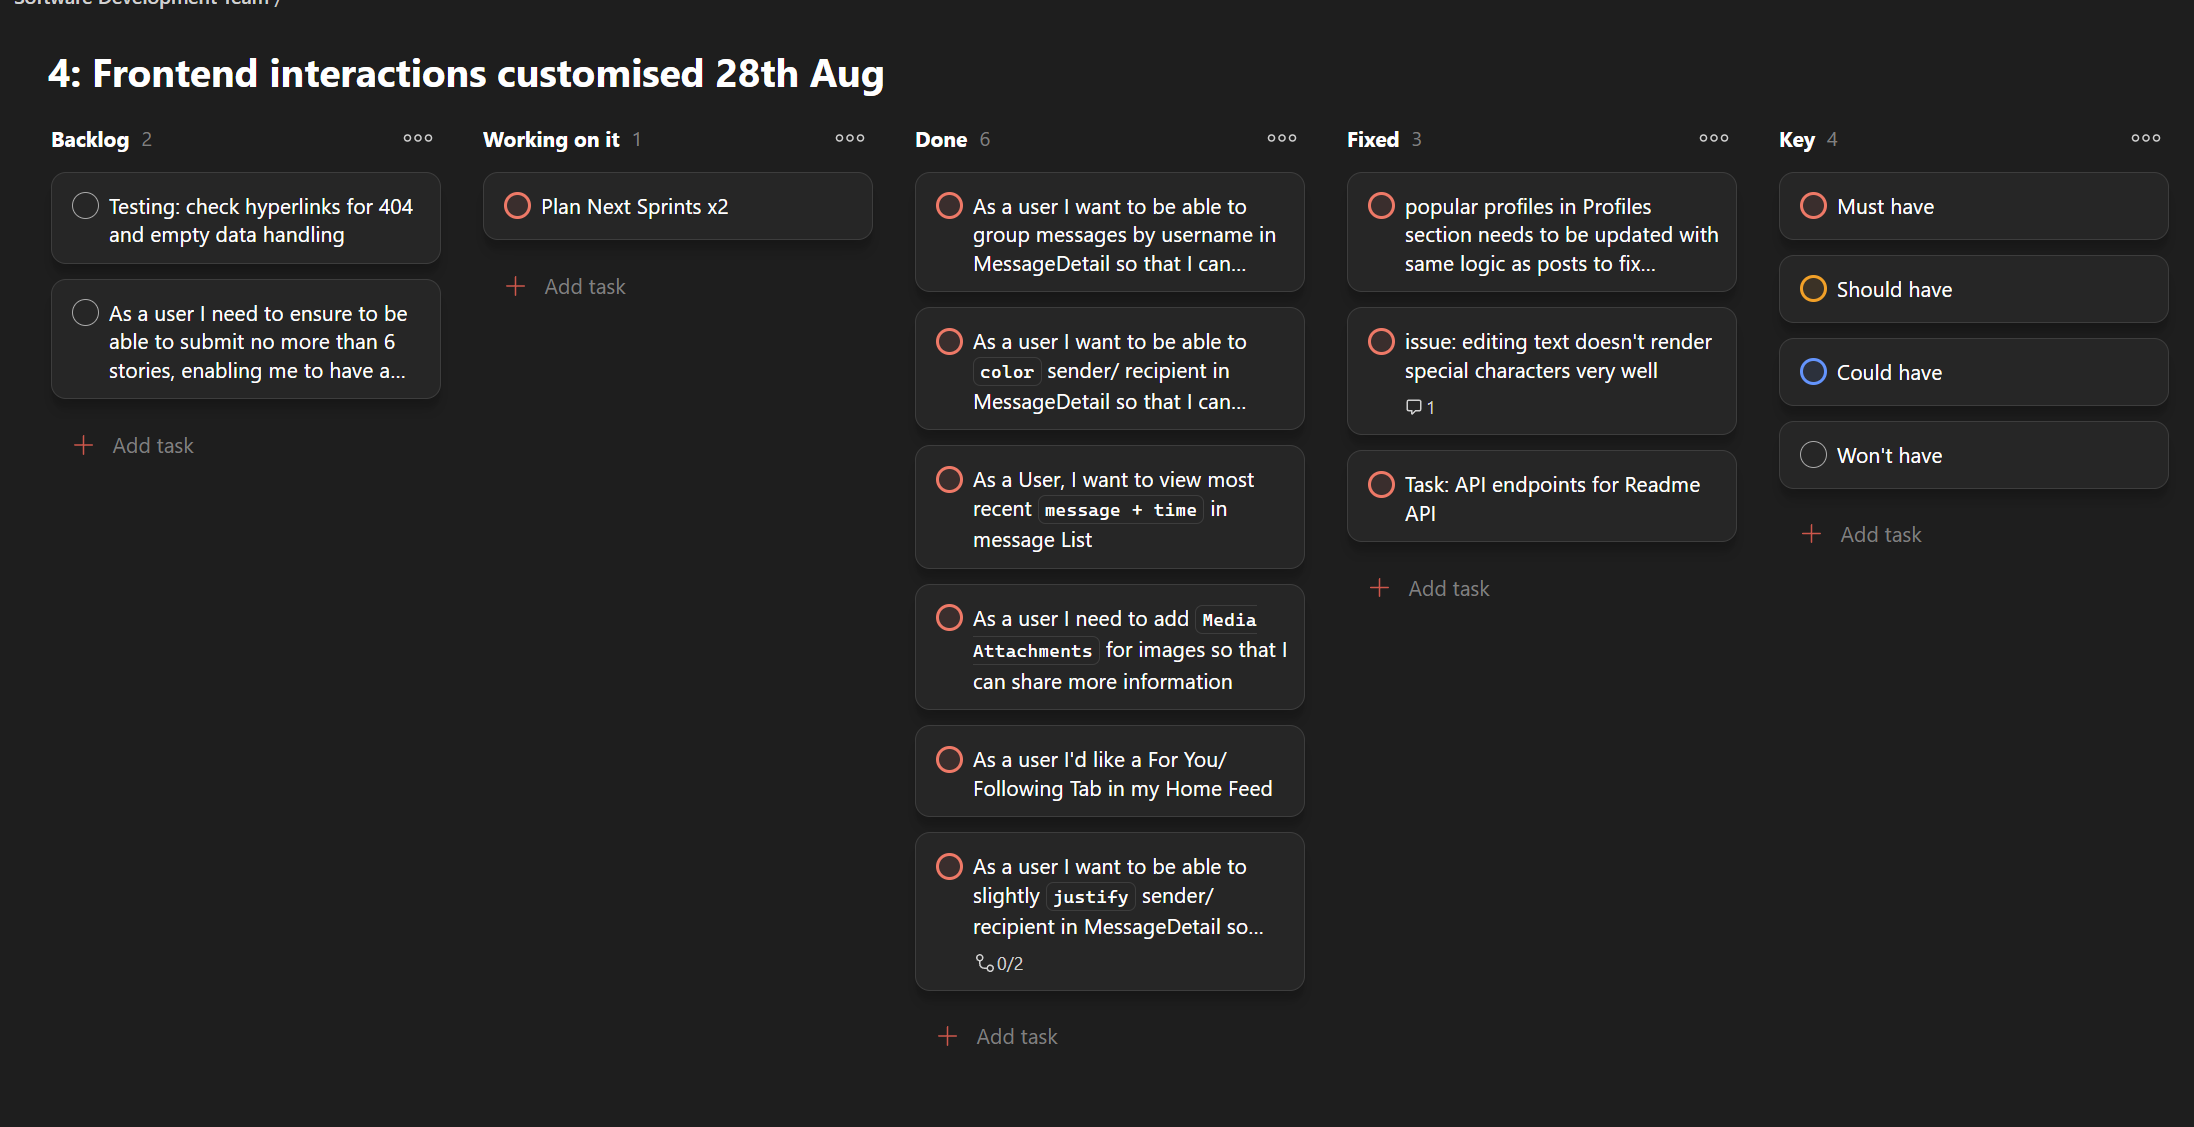 Software Development Team /
4: Frontend interactions customised 28th Aug
Backlog 2
Testing: check hyperlinks for 404
and empty data handling
As a user I need to ensure to be
able to submit no more than 6
stories, enabling me to have a...
Add task
Working on it 1
Plan Next Sprints x2
Add task
Done 6
As a user I want to be able to
group messages by username in
MessageDetail so that I can...
As a user I want to be able to
color sender/ recipient in
MessageDetail so that I can...
As a User, I want to view most
recent message + time in
message List
As a user I need to add Media
Attachments for images so that I
can share more information
As a user I'd like a For You/
Following Tab in my Home Feed
As a user I want to be able to
slightly justify sender/
recipient in MessageDetail so...
0/2
Add task
Fixed 3
popular profiles in Profiles
section needs to be updated with
same logic as posts to fix...
issue: editing text doesn't render
special characters very well
1
Task: API endpoints for Readme
API
Add task
Key 4
Must have
Should have
Could have
Won't have
Add task